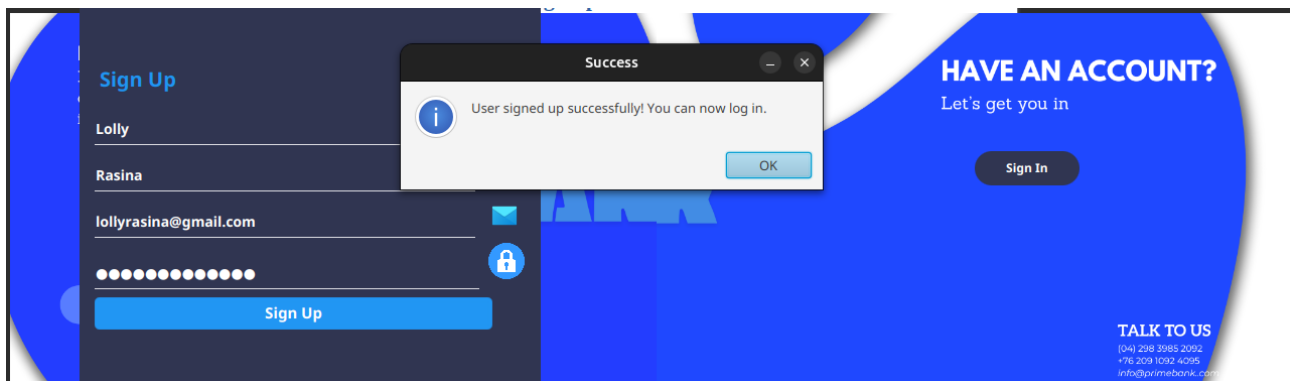 Sign Up
Lolly
Rasina
lollyrasina@gmail.com
●●●●●●●●●●●●●
Sign Up
Success
User signed up successfully! You can now log in.
OK
HAVE AN ACCOUNT?
Let's get you in
Sign In
TALK TO US
(04) 298 3985 2092
+76 209 1092 4095
info@primebank.com